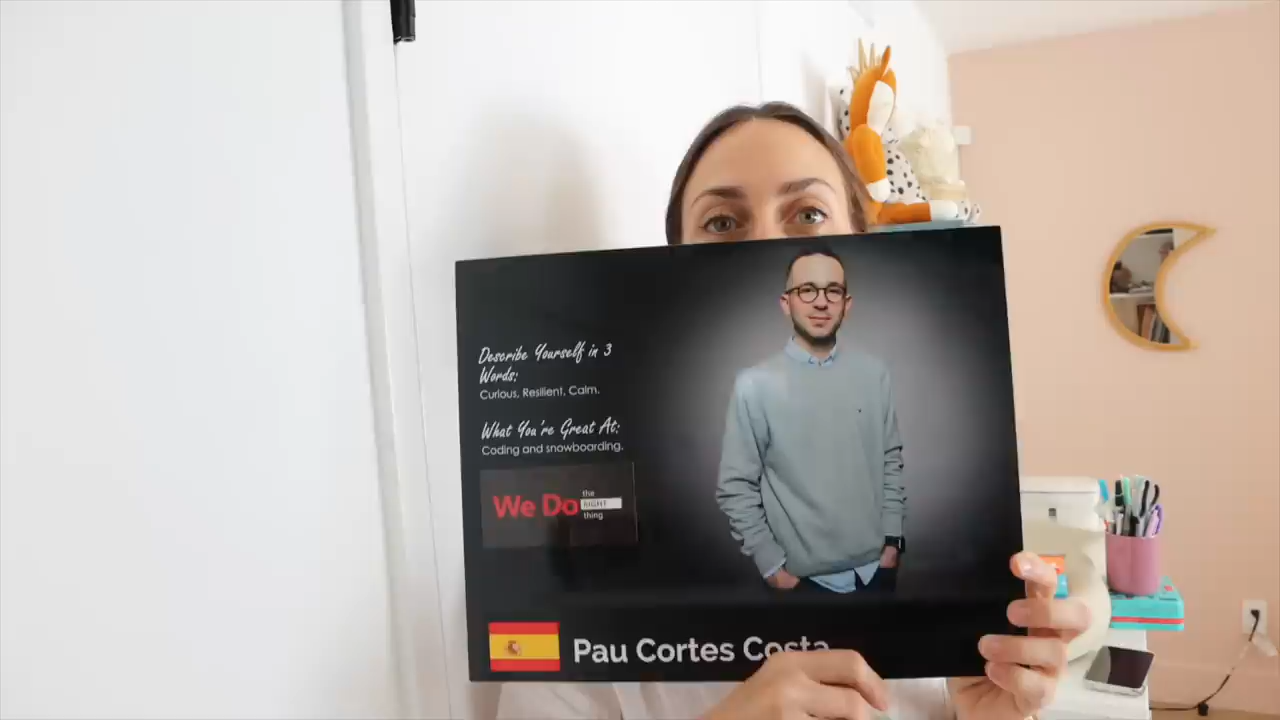 Describe Yourself in 3
Words:
Curious, Resilient, Calm.
What You're Great At:
Coding and snowboarding.
We Do the RIGHT thing
Pau Cortes Costa